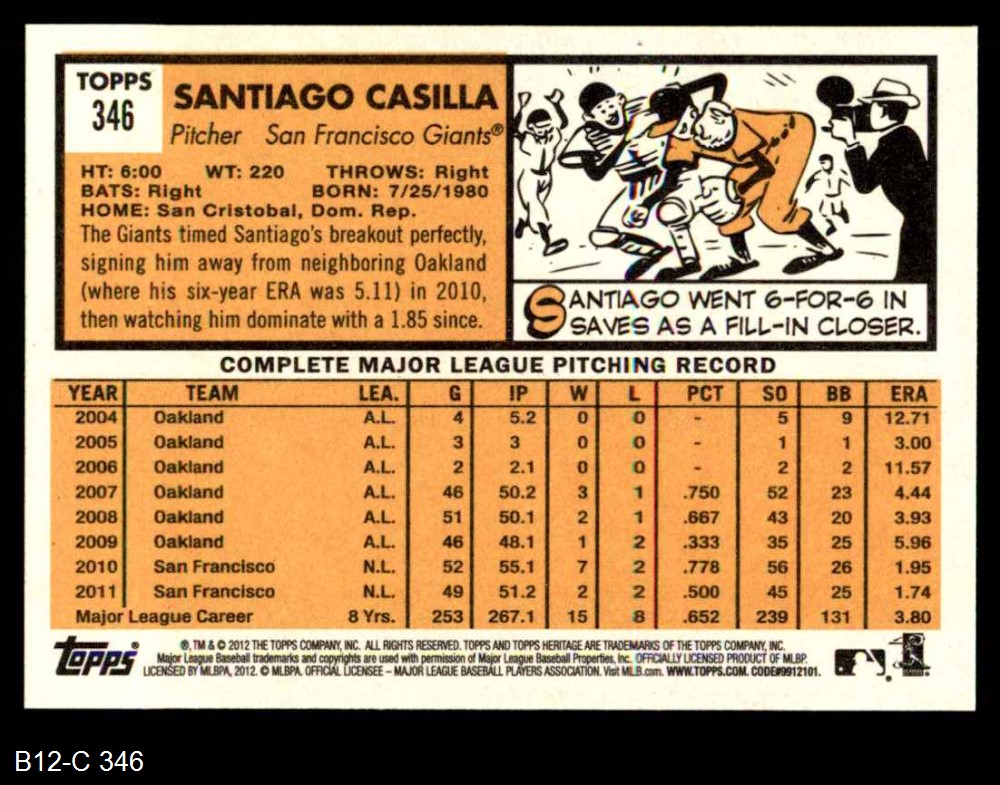 TOPPS
346
SANTIAGO CASILLA
Pitcher San Francisco Giants®
HT: 6:00 WT: 220 THROWS: Right
BATS: Right BORN: 7/25/1980
HOME: San Cristobal, Dom. Rep.
The Giants timed Santiago's breakout perfectly,
signing him away from neighboring Oakland
(where his six-year ERA was 5.11) in 2010,
then watching him dominate with a 1.85 since.
SANTIAGO WENT 6-FOR-6 IN
SAVES AS A FILL-IN CLOSER.
COMPLETE MAJOR LEAGUE PITCHING RECORD
YEAR TEAM LEA. G IP W L PCT SO BB ERA
2004 Oakland A.L. 4 5.2 0 0 - 5 9 12.71
2005 Oakland A.L. 3 3 0 0 - 1 1 3.00
2006 Oakland A.L. 2 2.1 0 0 - 2 2 11.57
2007 Oakland A.L. 46 50.2 3 1 .750 52 23 4.44
2008 Oakland A.L. 51 50.1 2 1 .667 43 20 3.93
2009 Oakland A.L. 46 48.1 1 2 .333 35 25 5.96
2010 San Francisco N.L. 52 55.1 7 2 .778 56 26 1.95
2011 San Francisco N.L. 49 51.2 2 2 .500 45 25 1.74
Major League Career 8 Yrs. 253 267.1 15 8 .652 239 131 3.80
Topps®
®, TM & © 2012 THE TOPPS COMPANY, INC. ALL RIGHTS RESERVED. TOPPS AND TOPPS HERITAGE ARE TRADEMARKS OF THE TOPPS COMPANY, INC.
Major League Baseball trademarks and copyrights are used with permission of Major League Baseball Properties, Inc. OFFICIALLY LICENSED PRODUCT OF MLBP.
LICENSED BY MLBPA, 2012. © MLBPA. OFFICIAL LICENSEE – MAJOR LEAGUE BASEBALL PLAYERS ASSOCIATION. Visit MLB.com. WWW.TOPPS.COM. CODE#9912101.
B12-C 346